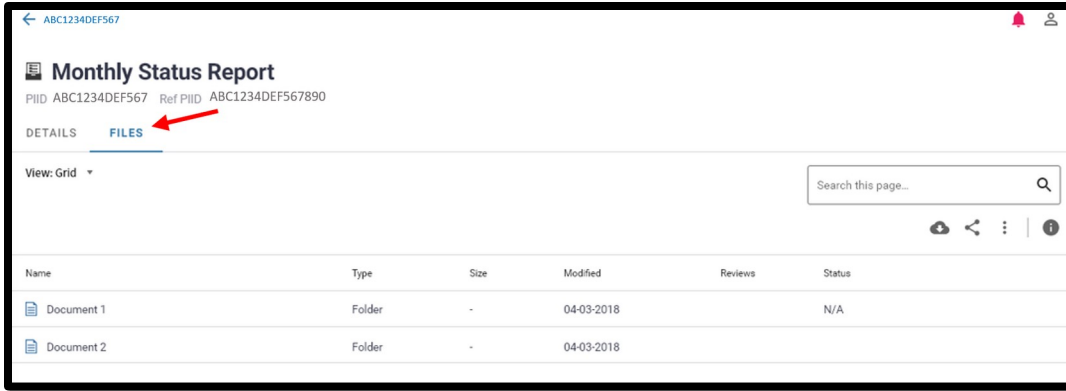 ABC1234DEF567
Monthly Status Report
PIID ABC1234DEF567 Ref PIID ABC1234DEF567890
DETAILS FILES
View: Grid
Search this page...
Name Type Size Modified Reviews Status
Document 1 Folder - 04-03-2018 N/A
Document 2 Folder - 04-03-2018